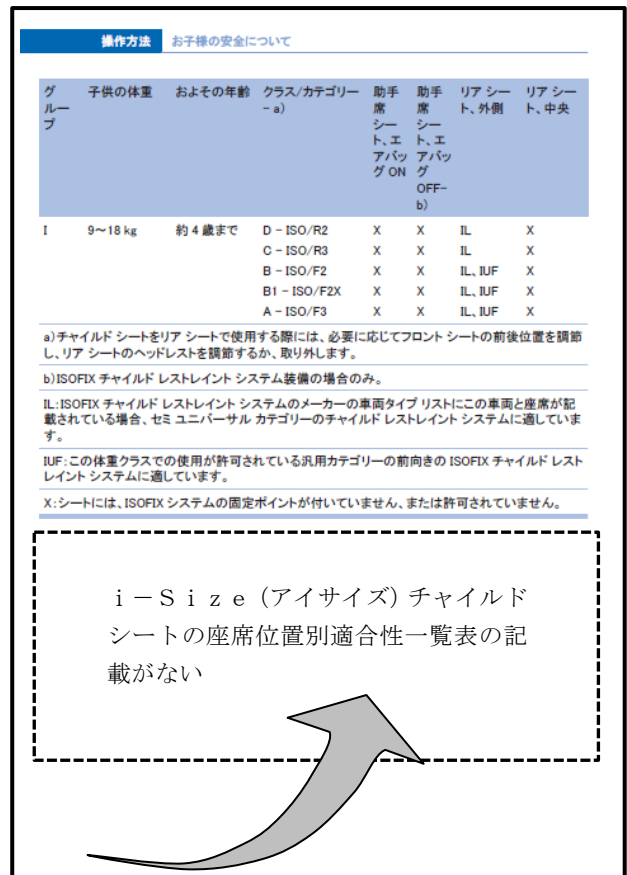 操作方法 お子様の安全について
グループ 子供の体重 およその年齢 クラス/カテゴリー - a) 助手席シート、エアバッグ ON 助手席シート、エアバッグ OFF- b) リア シート、外側 リア シート、中央
I 9～18 kg 約 4 歳まで D - ISO/R2 X X IL X
C - ISO/R3 X X IL X
B - ISO/F2 X X IL、IUF X
B1 - ISO/F2X X X IL、IUF X
A - ISO/F3 X X IL、IUF X
a)チャイルド シートをリア シートで使用する際には、必要に応じてフロント シートの前後位置を調節
し、リア シートのヘッドレストを調節するか、取り外します。
b)ISOFIX チャイルド レストレイント システム装備の場合のみ。
IL:ISOFIX チャイルド レストレイント システムのメーカーの車両タイプ リストにこの車両と座席が記
載されている場合、セミ ユニバーサル カテゴリーのチャイルド レストレイント システムに適していま
す。
IUF:この体重クラスでの使用が許可されている汎用カテゴリーの前向きの ISOFIX チャイルド レスト
レイント システムに適しています。
X:シートには、ISOFIX システムの固定ポイントが付いていません、または許可されていません。
ｉ－Ｓｉｚｅ（アイサイズ）チャイルド
シートの座席位置別適合性一覧表の記
載がない